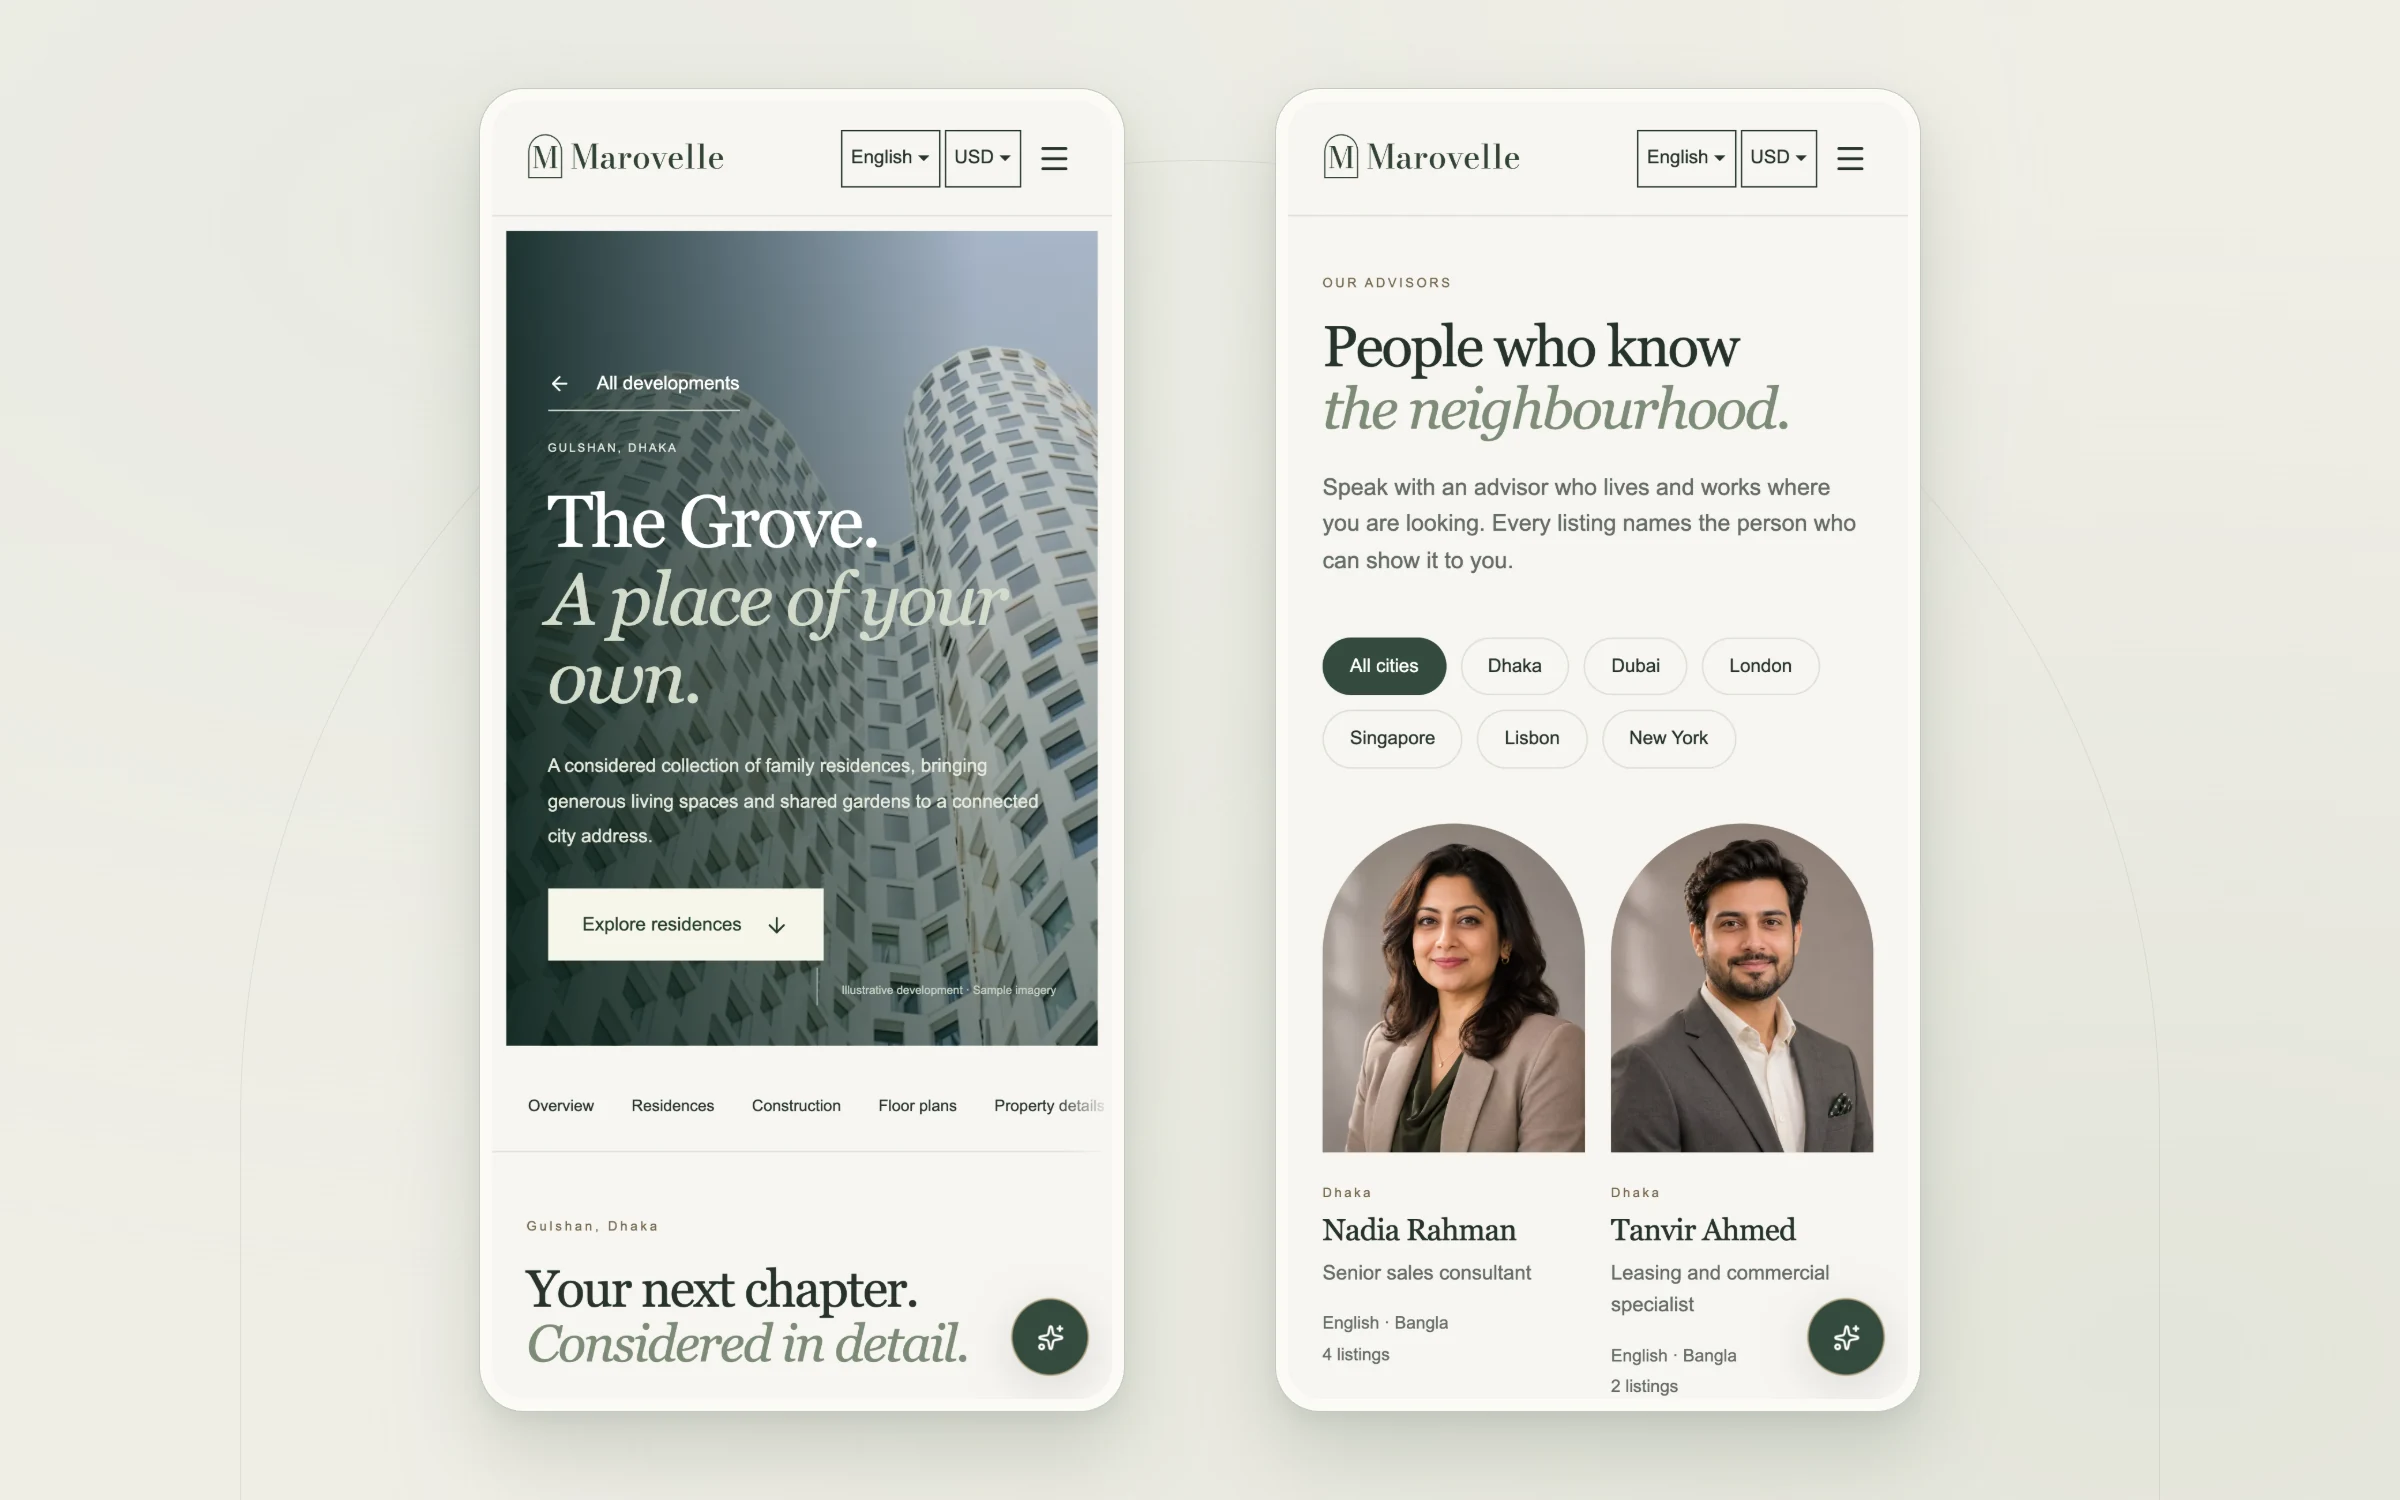 M Marovelle
English
USD
All developments
GULSHAN, DHAKA
The Grove.
A place of your
own.
A considered collection of family residences, bringing
generous living spaces and shared gardens to a connected
city address.
Explore residences
Illustrative development · Sample imagery
Overview Residences Construction Floor plans Property details
Gulshan, Dhaka
Your next chapter.
Considered in detail.
M Marovelle
English
USD
OUR ADVISORS
People who know
the neighbourhood.
Speak with an advisor who lives and works where
you are looking. Every listing names the person who
can show it to you.
All cities Dhaka Dubai London
Singapore Lisbon New York
Dhaka
Nadia Rahman
Senior sales consultant
English · Bangla
4 listings
Dhaka
Tanvir Ahmed
Leasing and commercial
specialist
English · Bangla
2 listings